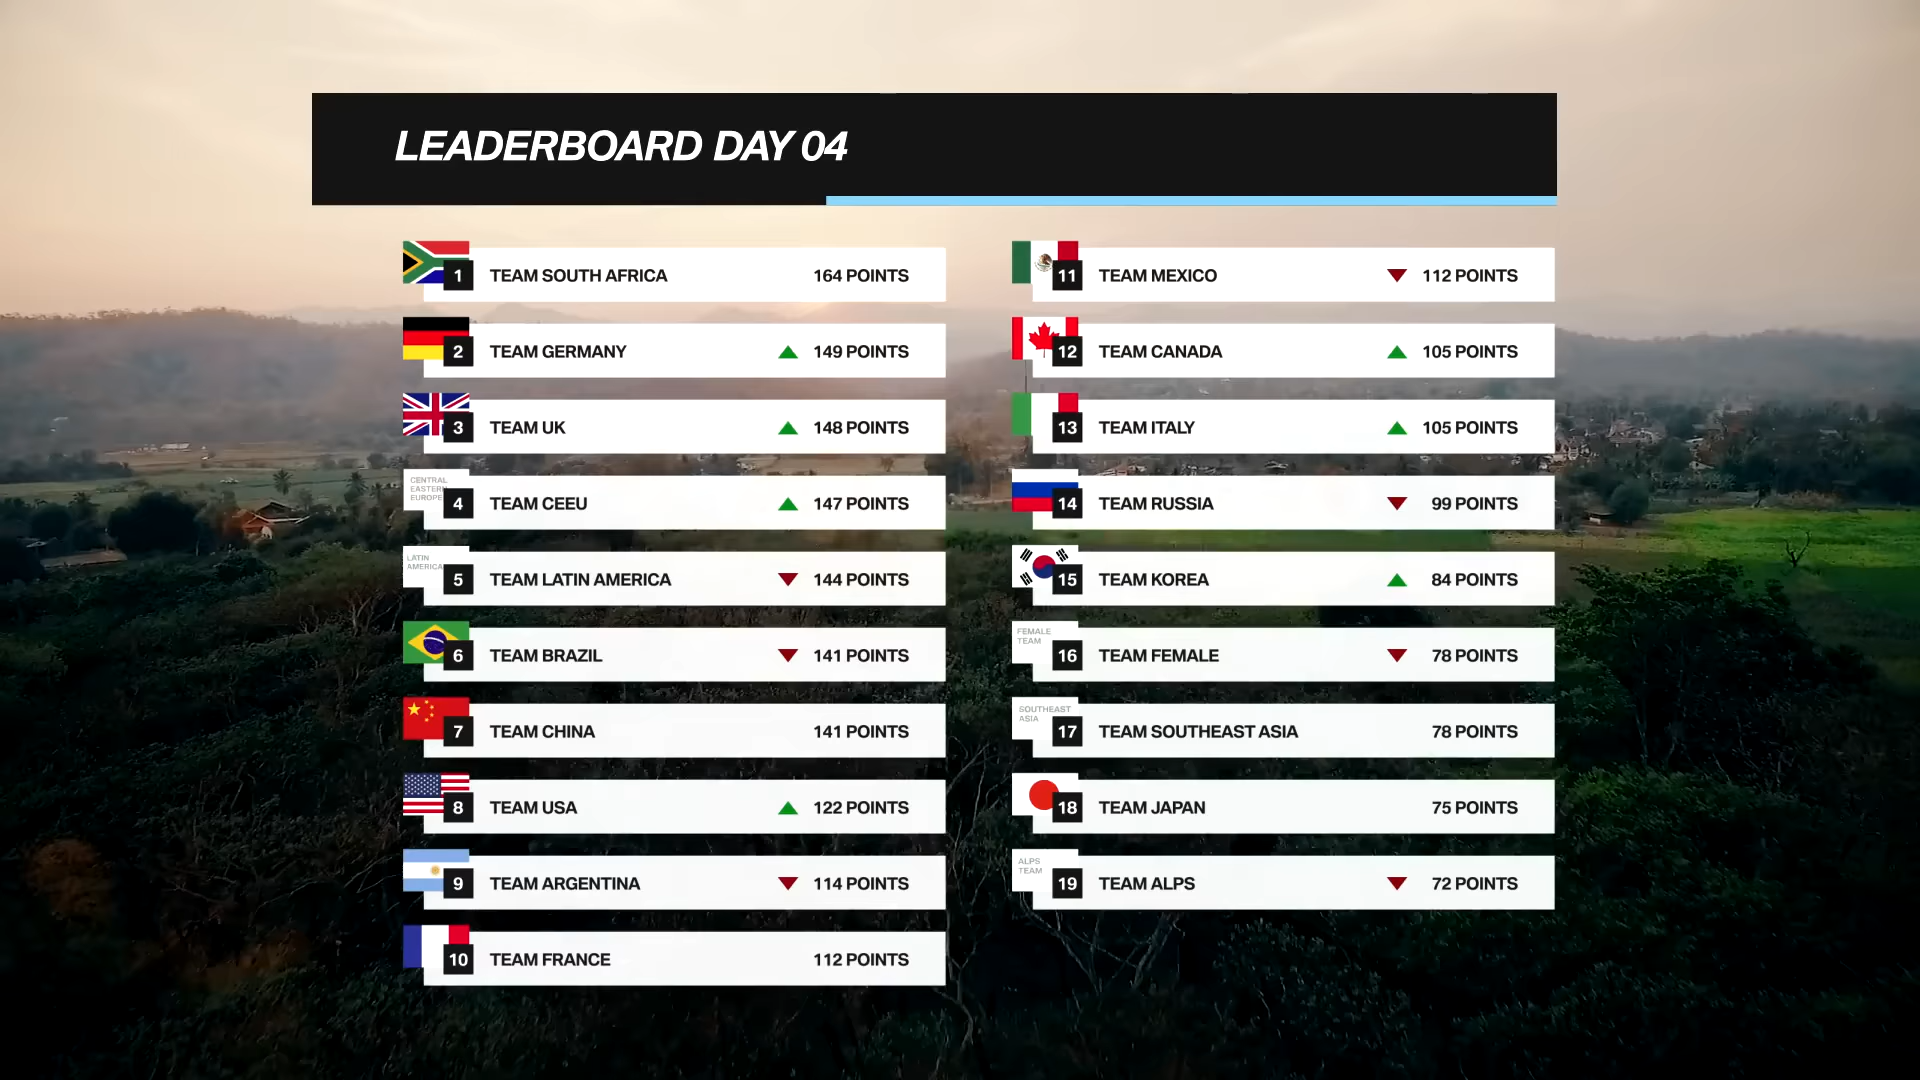 LEADERBOARD DAY 04
1 TEAM SOUTH AFRICA 164 POINTS
2 TEAM GERMANY 149 POINTS
3 TEAM UK 148 POINTS
CENTRAL
EASTERN
EUROPE
4 TEAM CEEU 147 POINTS
LATIN
AMERICA
5 TEAM LATIN AMERICA 144 POINTS
6 TEAM BRAZIL 141 POINTS
7 TEAM CHINA 141 POINTS
8 TEAM USA 122 POINTS
9 TEAM ARGENTINA 114 POINTS
10 TEAM FRANCE 112 POINTS
11 TEAM MEXICO 112 POINTS
12 TEAM CANADA 105 POINTS
13 TEAM ITALY 105 POINTS
14 TEAM RUSSIA 99 POINTS
15 TEAM KOREA 84 POINTS
FEMALE
TEAM
16 TEAM FEMALE 78 POINTS
SOUTHEAST
ASIA
17 TEAM SOUTHEAST ASIA 78 POINTS
18 TEAM JAPAN 75 POINTS
ALPS
TEAM
19 TEAM ALPS 72 POINTS